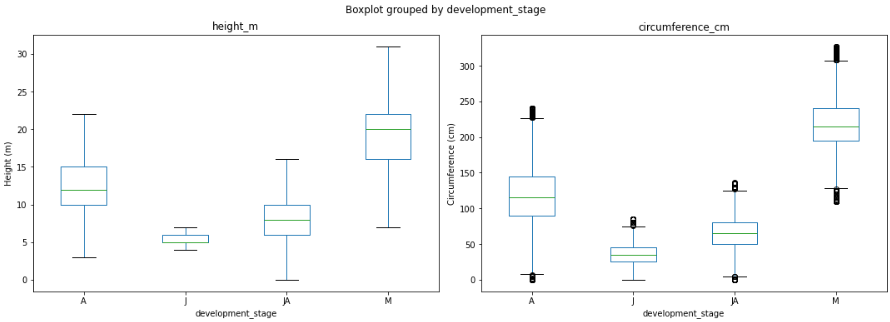 Boxplot grouped by development_stage
height_m
30
25
20
15
10
5
0
Height (m)
A J JA M
development_stage
circumference_cm
300
250
200
150
100
50
0
Circumference (cm)
A J JA M
development_stage